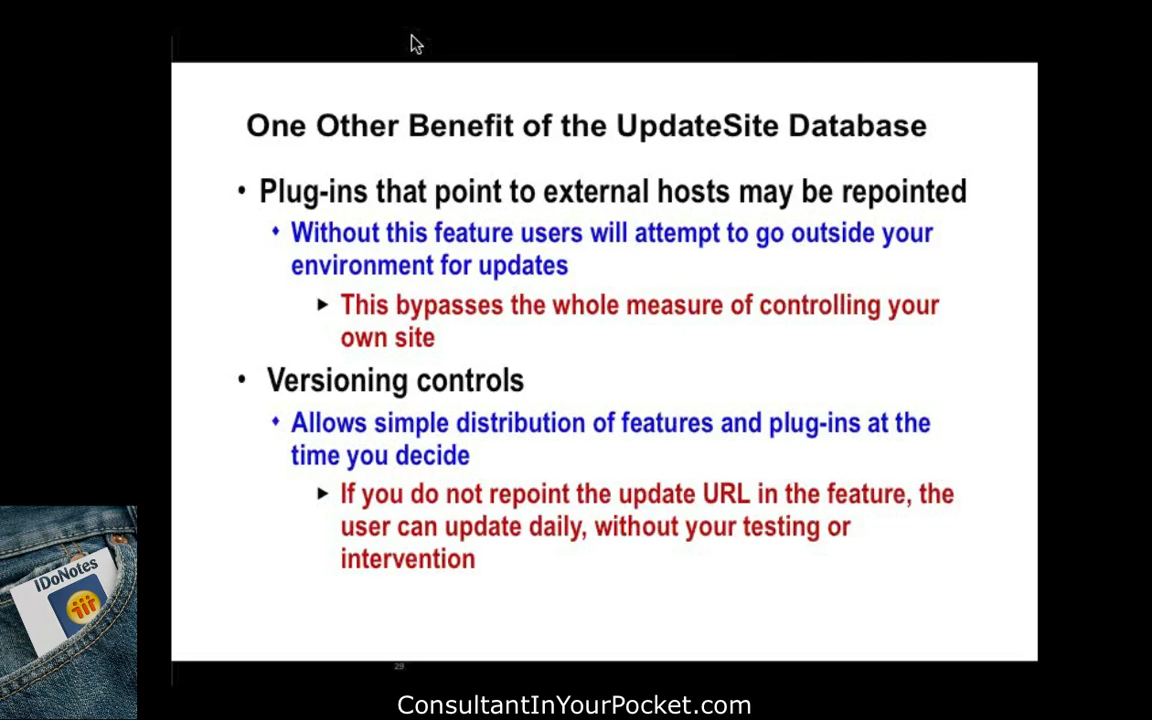 One Other Benefit of the UpdateSite Database
• Plug-ins that point to external hosts may be repointed
Without this feature users will attempt to go outside your
environment for updates
This bypasses the whole measure of controlling your
own site
• Versioning controls
Allows simple distribution of features and plug-ins at the
time you decide
If you do not repoint the update URL in the feature, the
user can update daily, without your testing or
intervention
IDoNotes
29
ConsultantInYourPocket.com